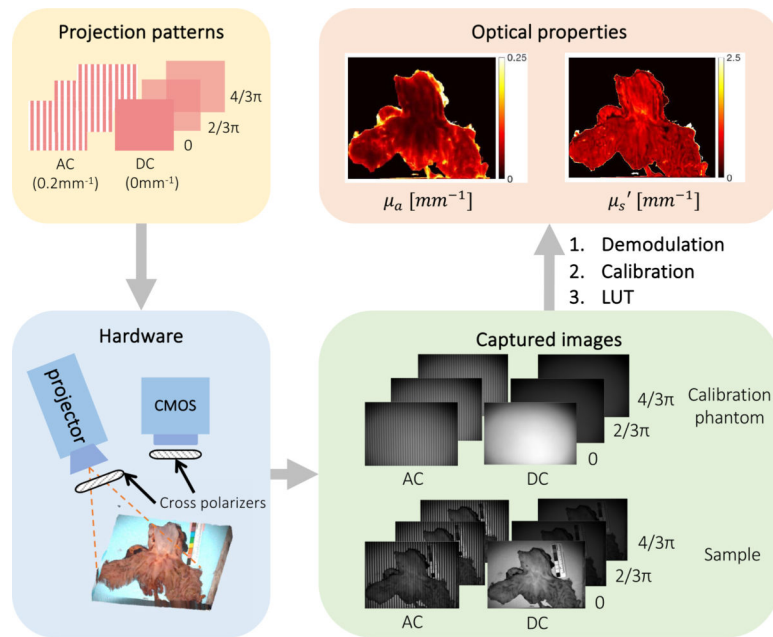 Projection patterns
4/3π
2/3π
0
AC
DC
(0.2mm⁻¹)
(0mm⁻¹)
Optical properties
0.25
0
2.5
0
μₐ [mm⁻¹]
μₛ′ [mm⁻¹]
1. Demodulation
2. Calibration
3. LUT
Hardware
projector
CMOS
Cross polarizers
Captured images
4/3π
2/3π
0
Calibration
phantom
AC
DC
4/3π
2/3π
0
Sample
AC
DC